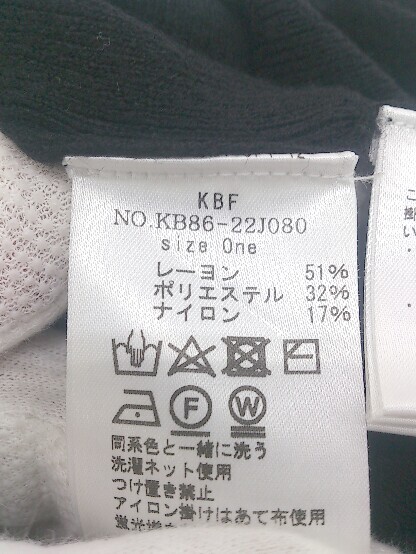 KBF
NO.KB86-22J080
size One
レーヨン 51%
ポリエステル 32%
ナイロン 17%
F W
同系色と一緒に洗う
洗濯ネット使用
つけ置き禁止
アイロン掛けはあて布使用